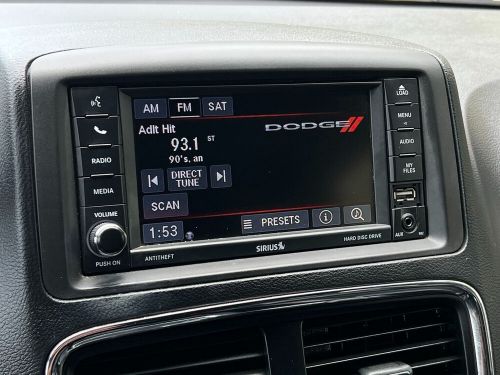 AM FM SAT
Adlt Hit
93.1 ST
90's, an
DODGE
DIRECT
TUNE
SCAN
PRESETS
1:53
RADIO
MEDIA
VOLUME
PUSH ON
ANTITHEFT
SIRIUS
HARD DISC DRIVE
LOAD
MENU
AUDIO
MY
FILES
AUX